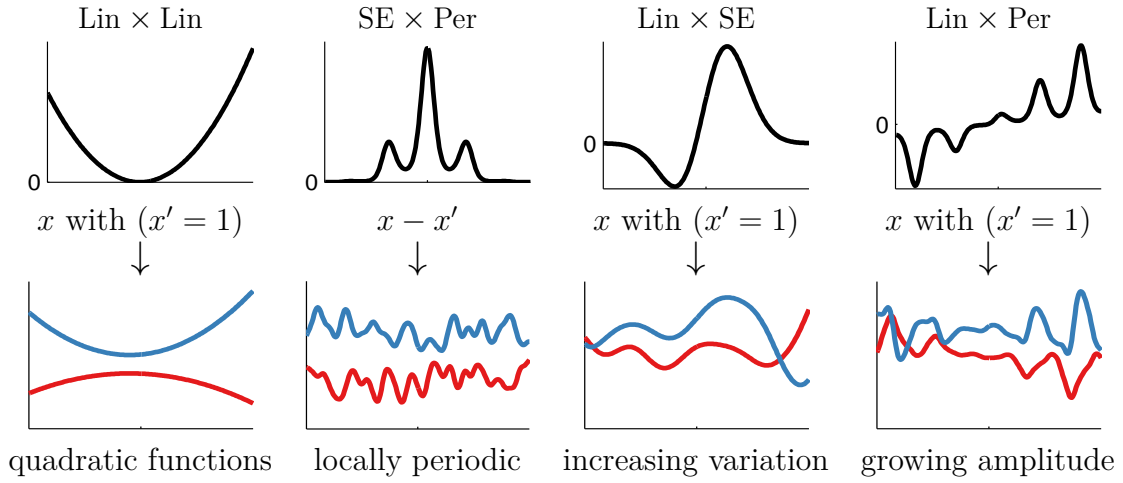 Lin × Lin
SE × Per
Lin × SE
Lin × Per
0
0
0
0
x with (x′ = 1)
x − x′
x with (x′ = 1)
x with (x′ = 1)
↓
↓
↓
↓
quadratic functions
locally periodic
increasing variation
growing amplitude